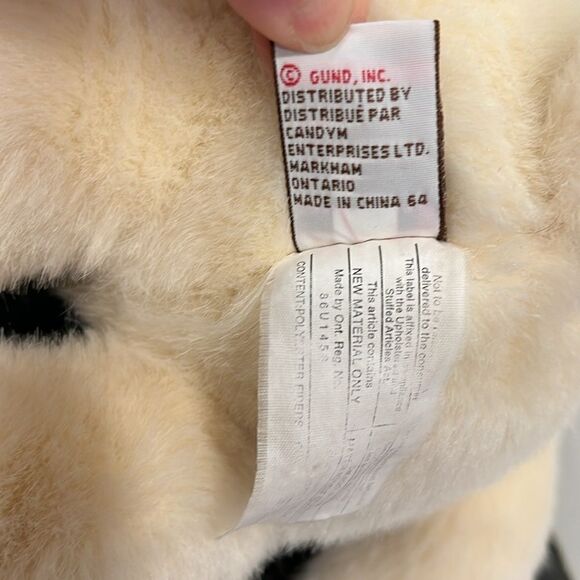 © GUND, INC.
DISTRIBUTED BY
DISTRIBUÉ PAR
CANDYM
ENTERPRISES LTD.
MARKHAM
ONTARIO
MADE IN CHINA 64
Not to be
delivered to the
This label is affixed in compliance
with the Upholstered
Stuffed Articles Act
This article contains
NEW MATERIAL ONLY
Made by Ont. Reg. No.
CONTENT:POLYESTER FIBERS